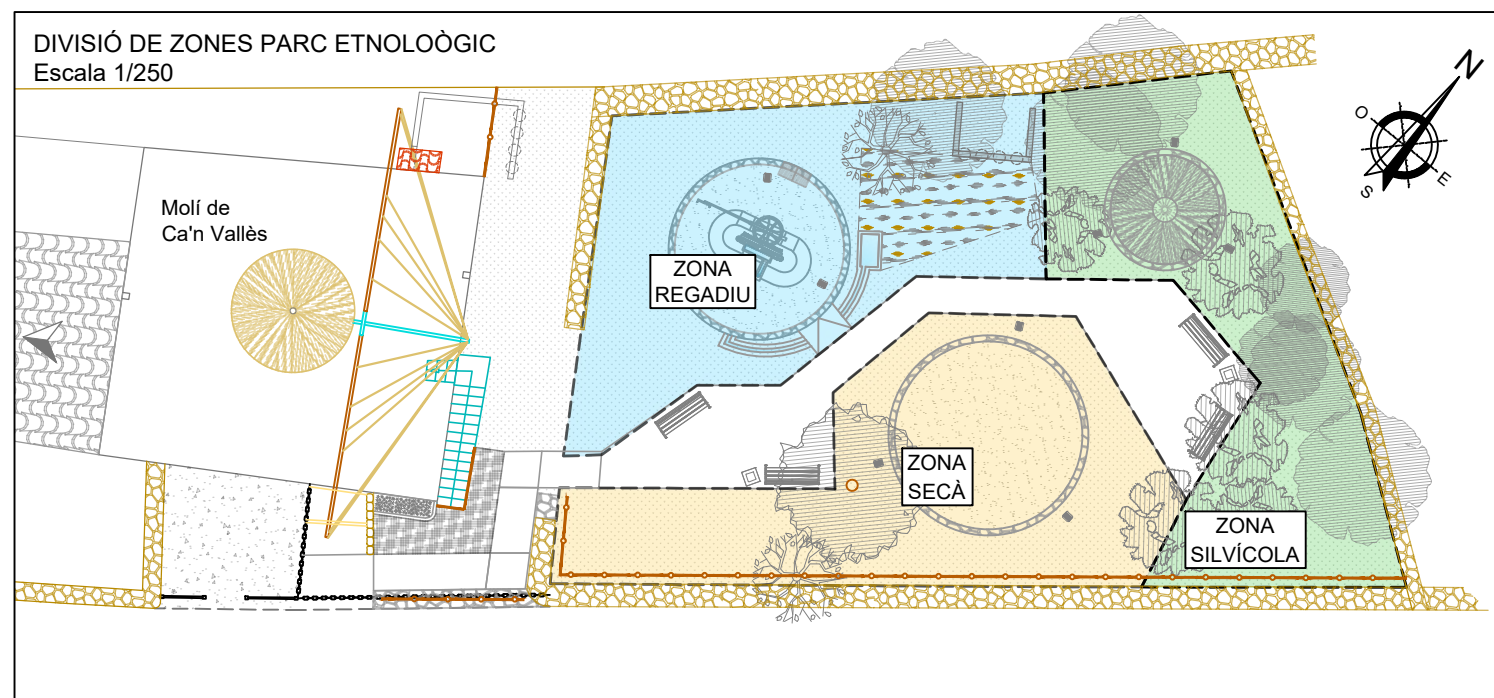 DIVISIÓ DE ZONES PARC ETNOLOÒGIC
Escala 1/250
N
O
S
E
Molí de
Ca'n Vallès
ZONA
REGADIU
ZONA
SECÀ
ZONA
SILVÍCOLA